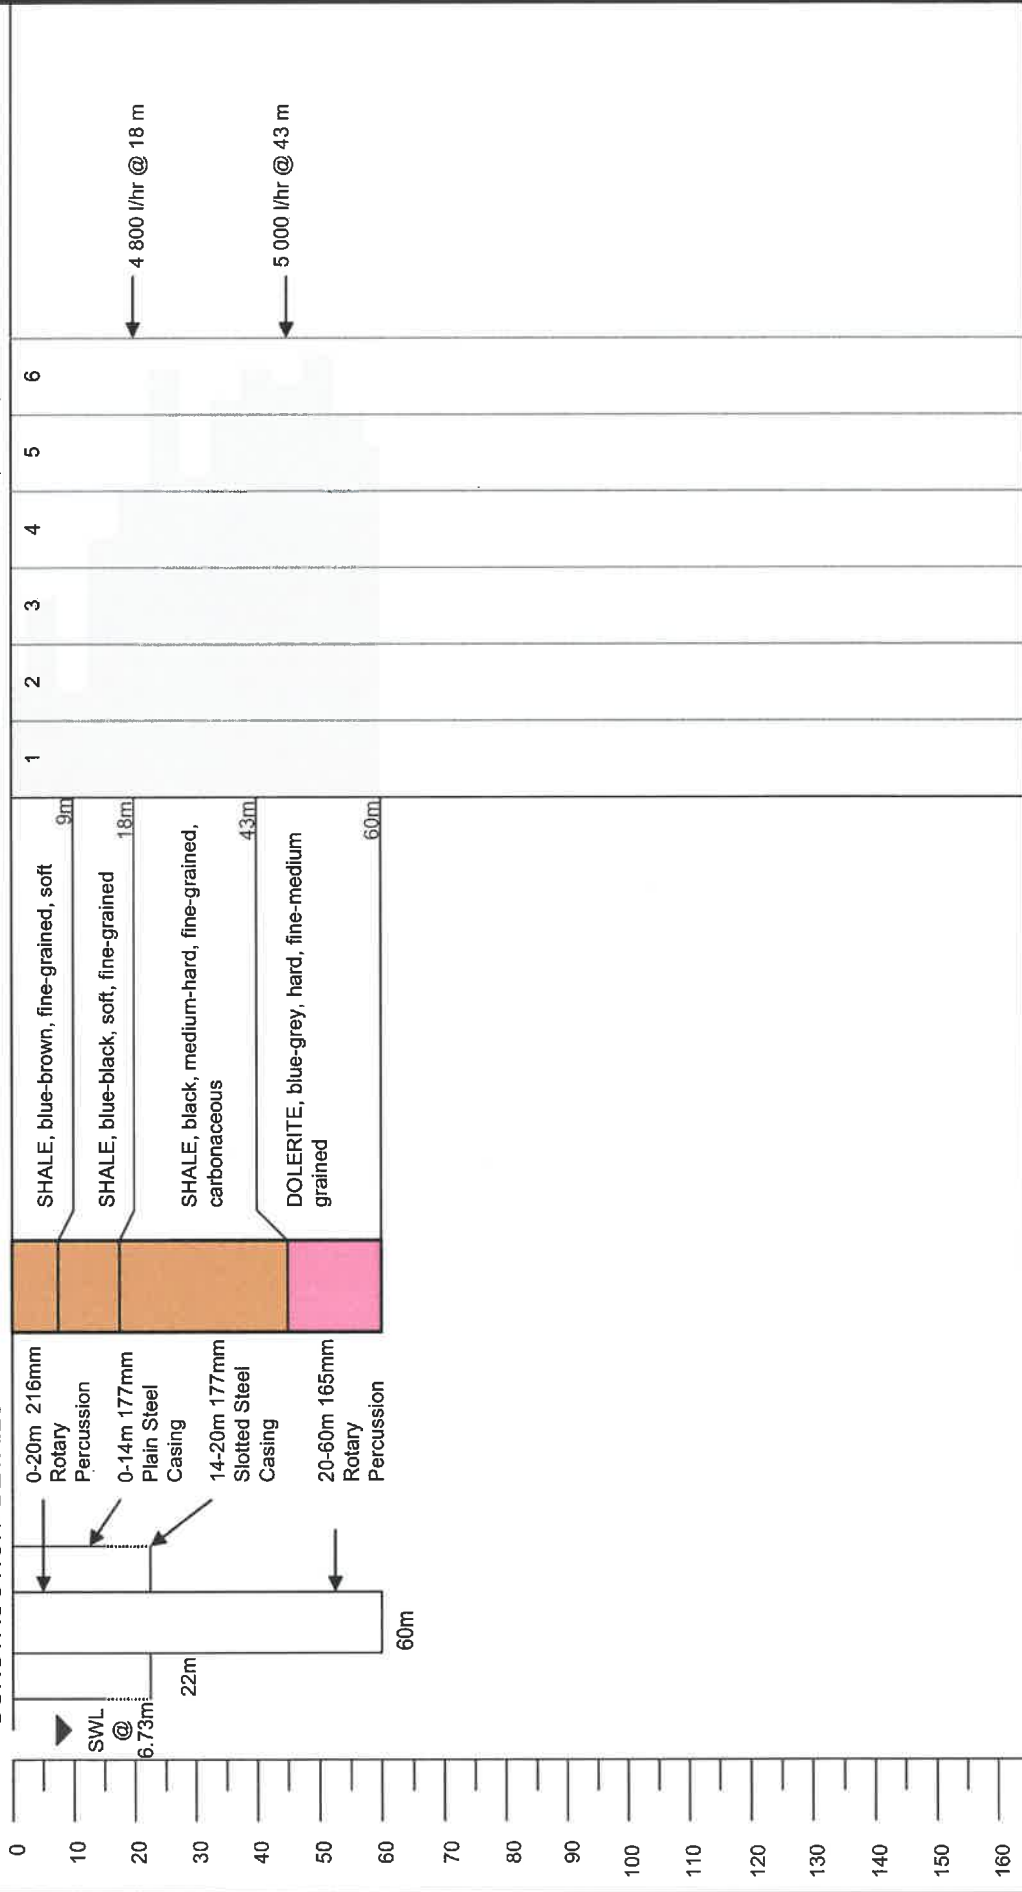 0
10
20
30
40
50
60
70
80
90
100
110
120
130
140
150
160
SWL
@
6.73m
22m
60m
0-20m 216mm
Rotary
Percussion
0-14m 177mm
Plain Steel
Casing
14-20m 177mm
Slotted Steel
Casing
20-60m 165mm
Rotary
Percussion
SHALE, blue-brown, fine-grained, soft
9m
SHALE, blue-black, soft, fine-grained
18m
SHALE, black, medium-hard, fine-grained,
carbonaceous
43m
DOLERITE, blue-grey, hard, fine-medium
grained
60m
1 2 3 4 5 6
4 800 l/hr @ 18 m
5 000 l/hr @ 43 m